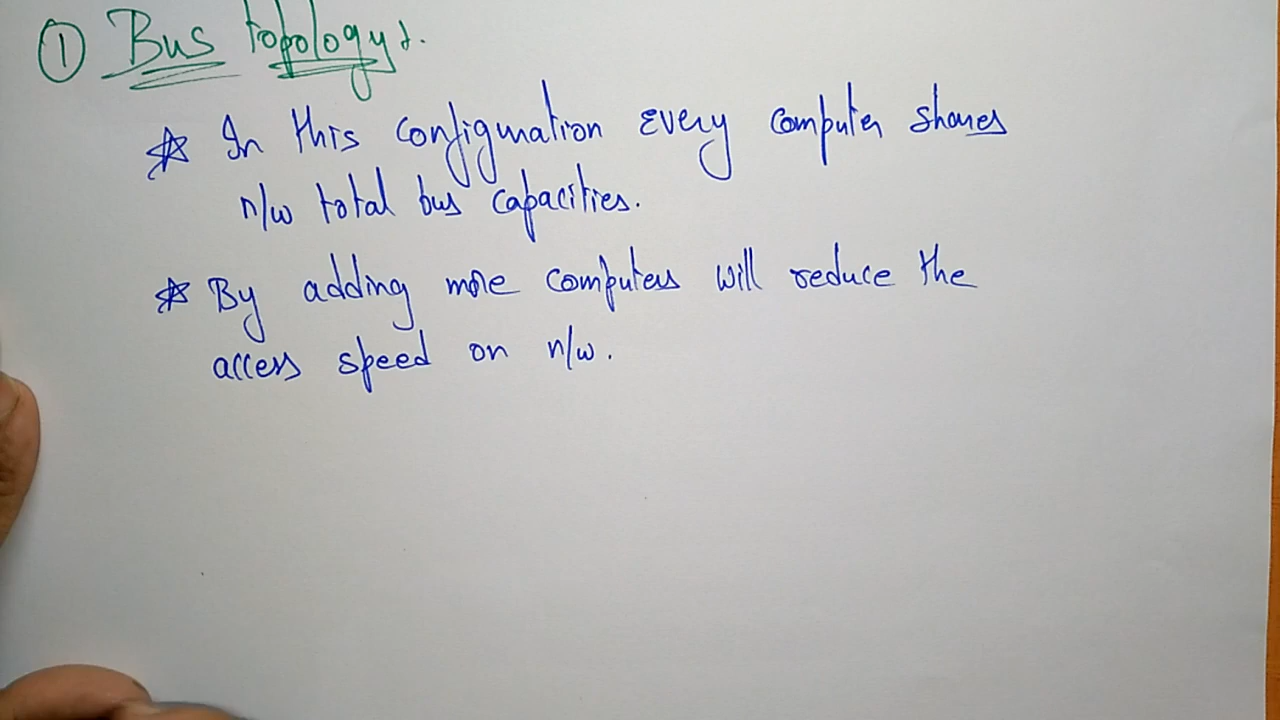 ① Bus topology:.
☆ In this configuration every computer shares
n/w total bus capacities.
☆ By adding more computers will reduce the
access speed on n/w.